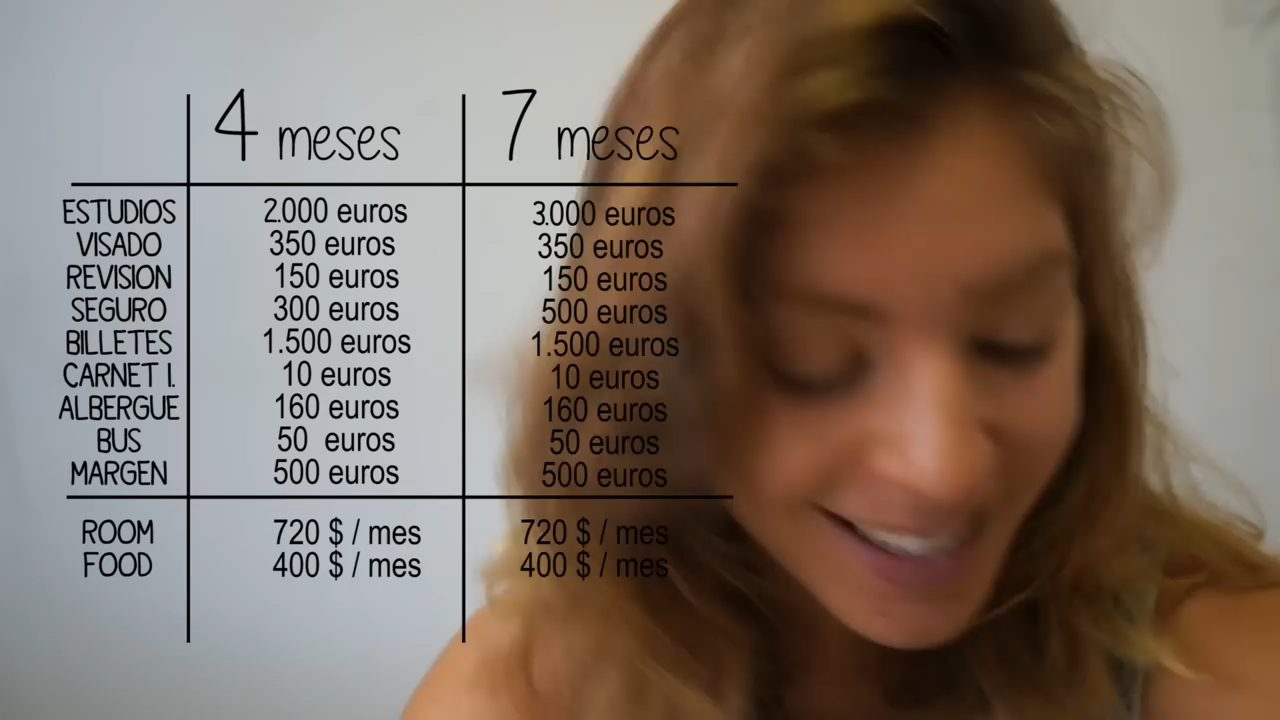 4 meses 7 meses
ESTUDIOS 2.000 euros 3.000 euros
VISADO 350 euros 350 euros
REVISION 150 euros 150 euros
SEGURO 300 euros 500 euros
BILLETES 1.500 euros 1.500 euros
CARNET I. 10 euros 10 euros
ALBERGUE 160 euros 160 euros
BUS 50 euros 50 euros
MARGEN 500 euros 500 euros
ROOM 720 $ / mes 720 $ / mes
FOOD 400 $ / mes 400 $ / mes